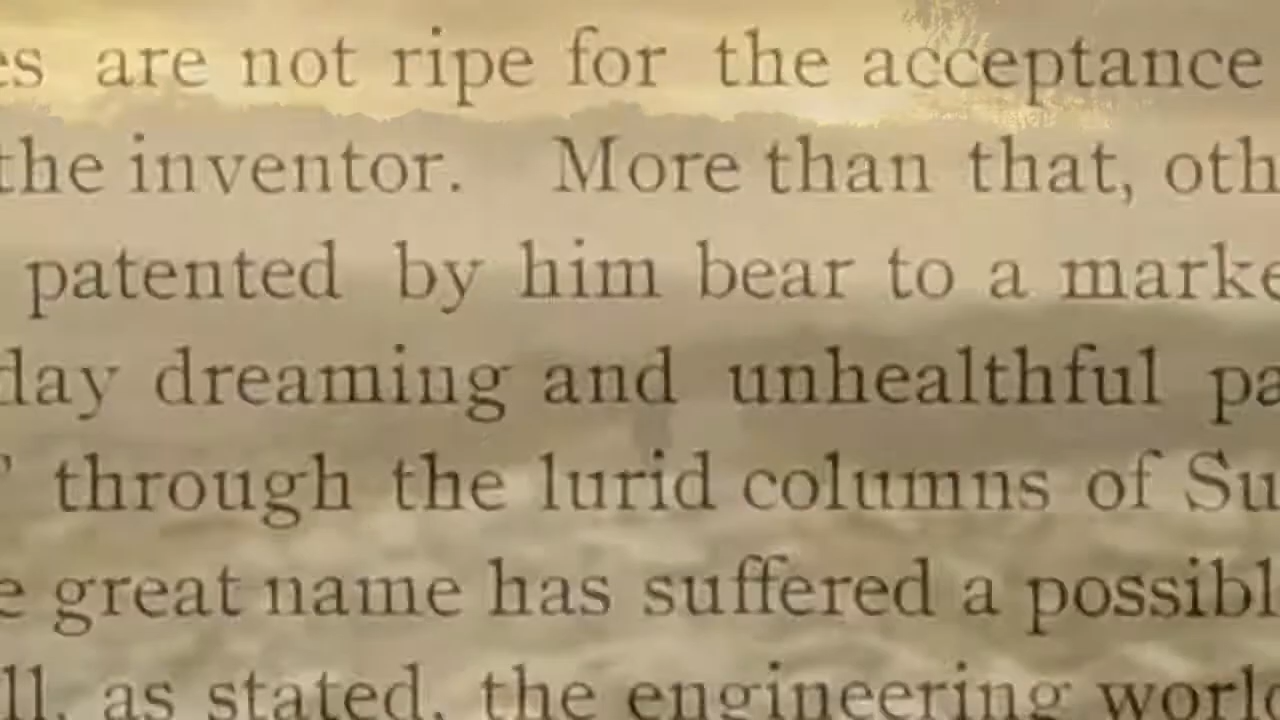 es are not ripe for the acceptance
the inventor. More than that, oth
patented by him bear to a marke
day dreaming and unhealthful pa
” through the lurid columns of Su
e great name has suffered a possibl
ll, as stated, the engineering world